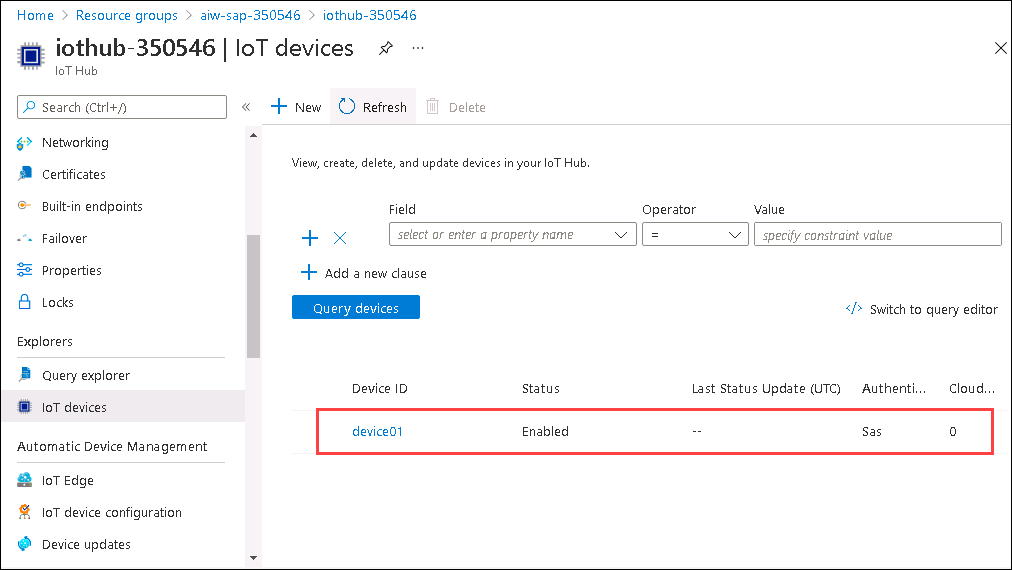 Home > Resource groups > aiw-sap-350546 > iothub-350546
iothub-350546 | IoT devices
IoT Hub
Search (Ctrl+/)
Networking
Certificates
Built-in endpoints
Failover
Properties
Locks
Explorers
Query explorer
IoT devices
Automatic Device Management
IoT Edge
IoT device configuration
Device updates
New Refresh Delete
View, create, delete, and update devices in your IoT Hub.
Field Operator Value
select or enter a property name = specify constraint value
Add a new clause
Query devices
</> Switch to query editor
Device ID Status Last Status Update (UTC) Authenti... Cloud...
device01 Enabled -- Sas 0